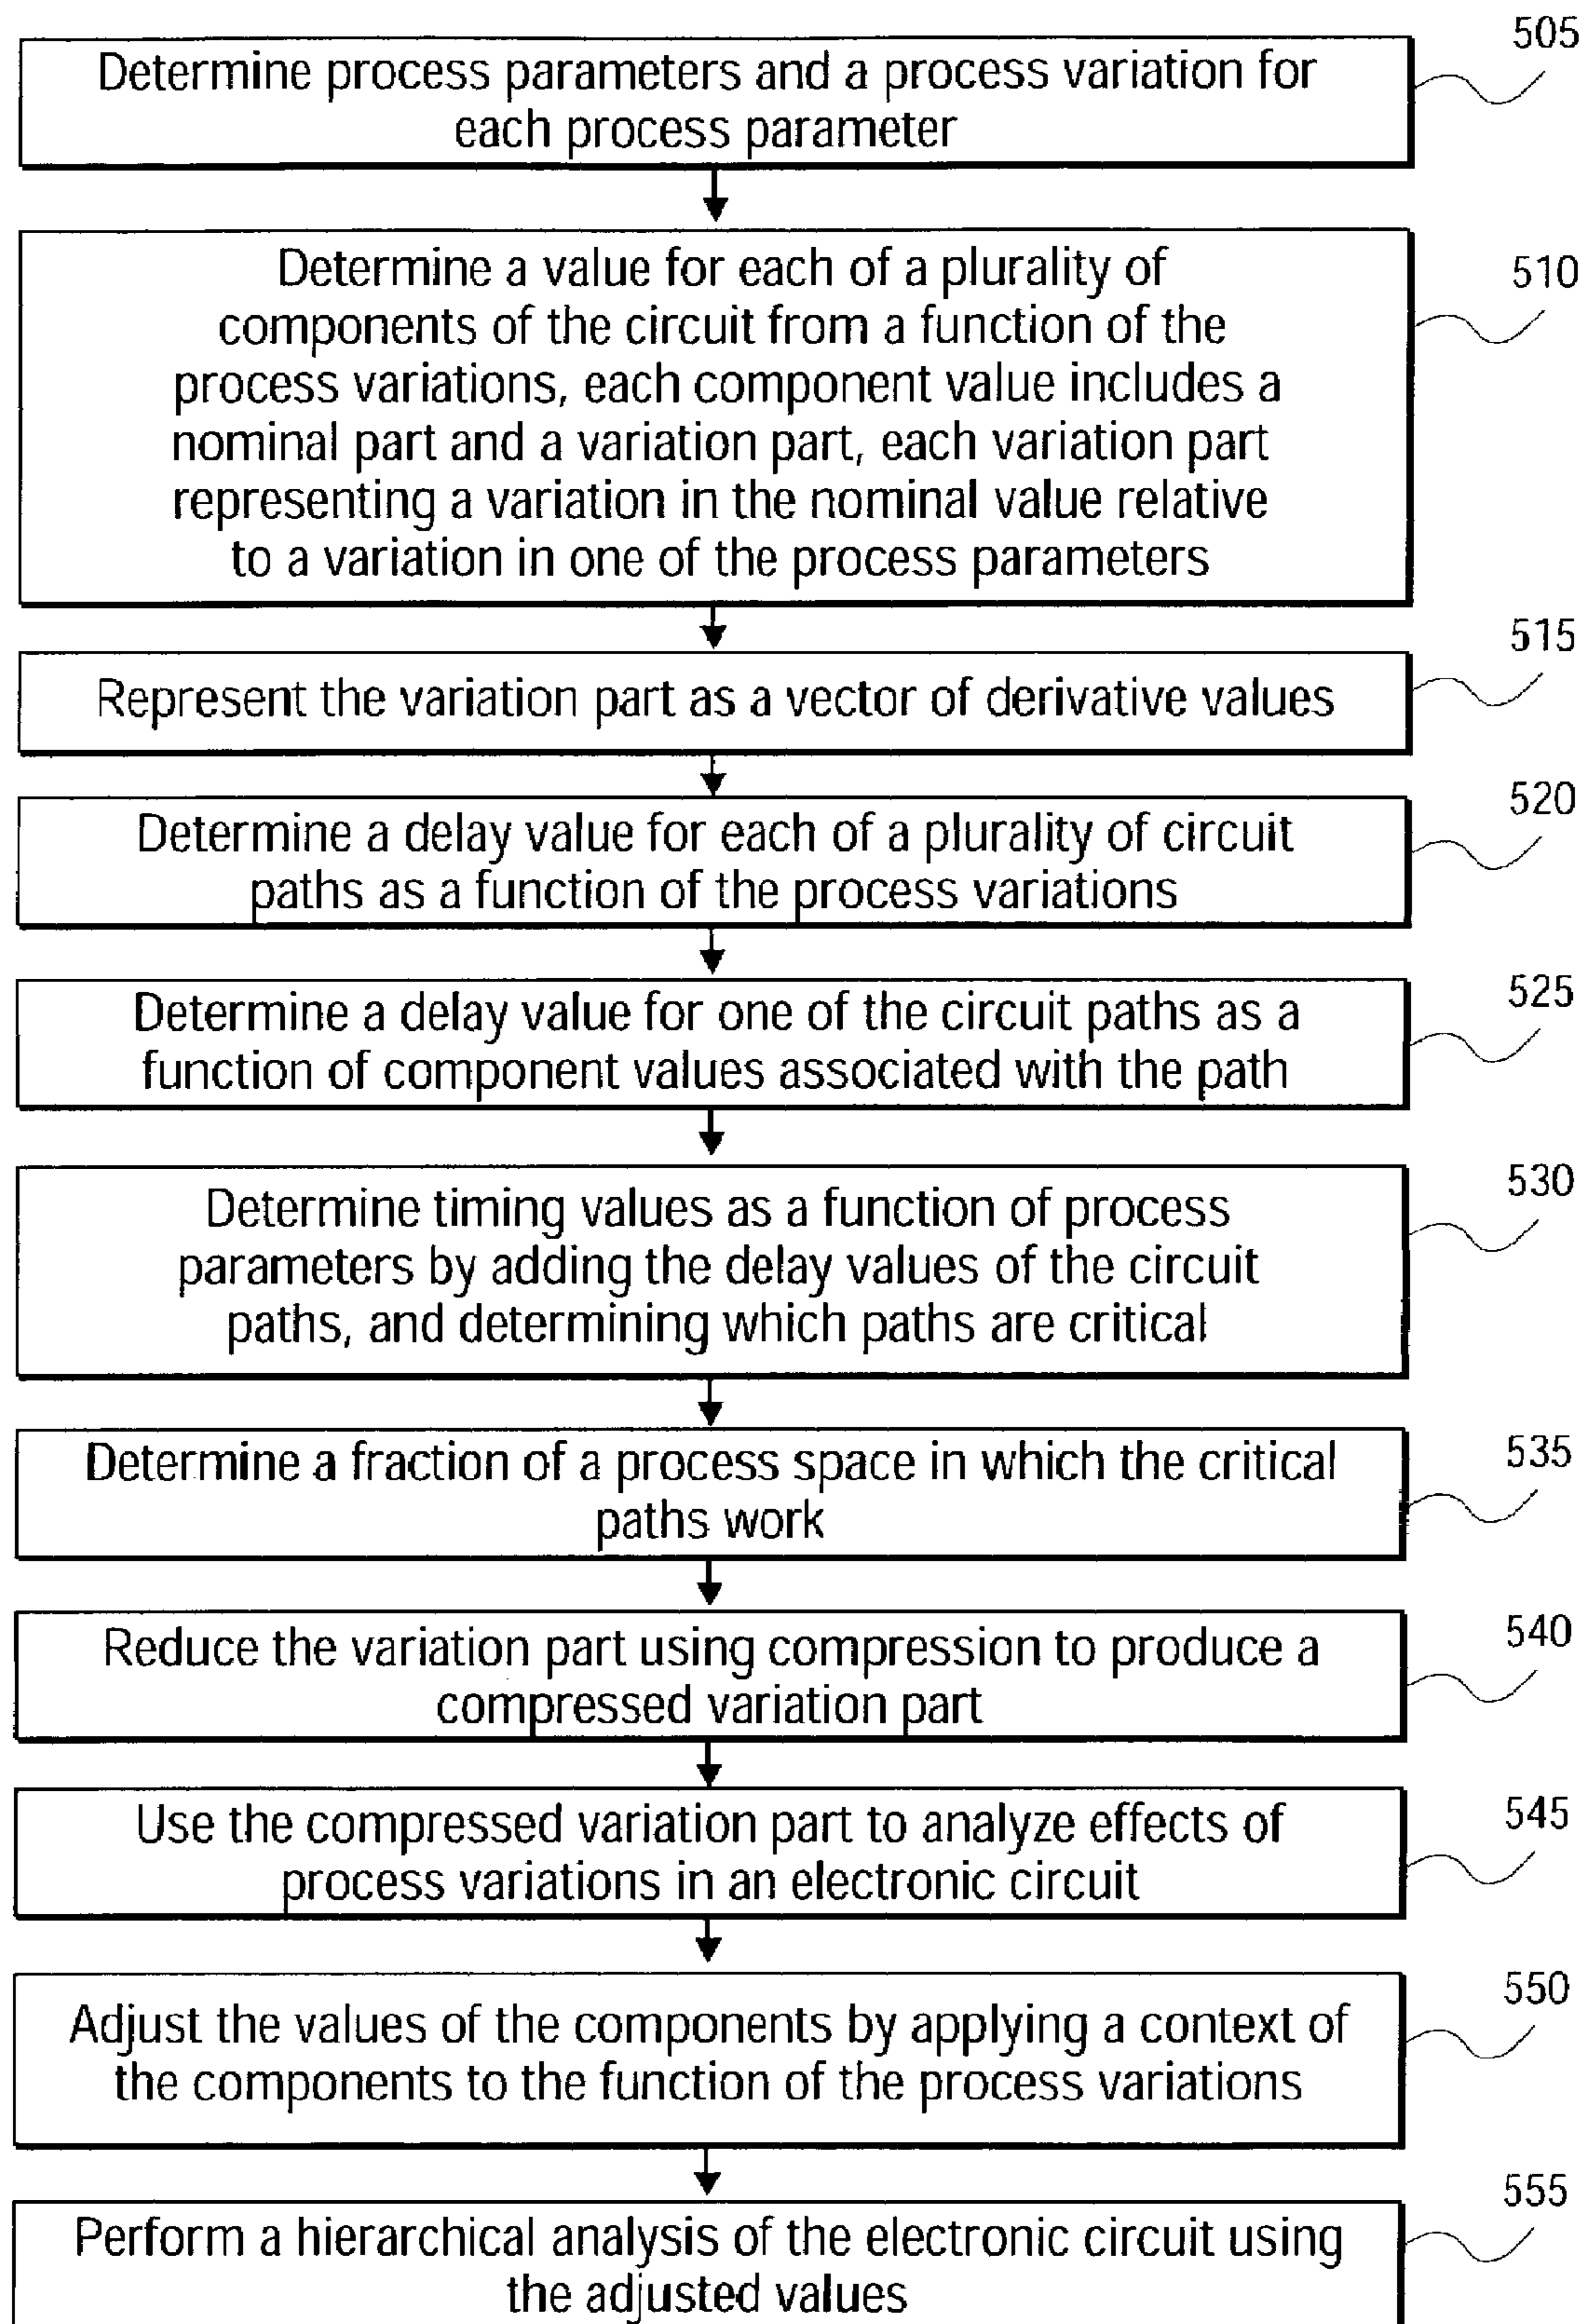 505
Determine process parameters and a process variation for
each process parameter
510
Determine a value for each of a plurality of
components of the circuit from a function of the
process variations, each component value includes a
nominal part and a variation part, each variation part
representing a variation in the nominal value relative
to a variation in one of the process parameters
515
Represent the variation part as a vector of derivative values
520
Determine a delay value for each of a plurality of circuit
paths as a function of the process variations
525
Determine a delay value for one of the circuit paths as a
function of component values associated with the path
530
Determine timing values as a function of process
parameters by adding the delay values of the circuit
paths, and determining which paths are critical
535
Determine a fraction of a process space in which the critical
paths work
540
Reduce the variation part using compression to produce a
compressed variation part
545
Use the compressed variation part to analyze effects of
process variations in an electronic circuit
550
Adjust the values of the components by applying a context of
the components to the function of the process variations
555
Perform a hierarchical analysis of the electronic circuit using
the adjusted values